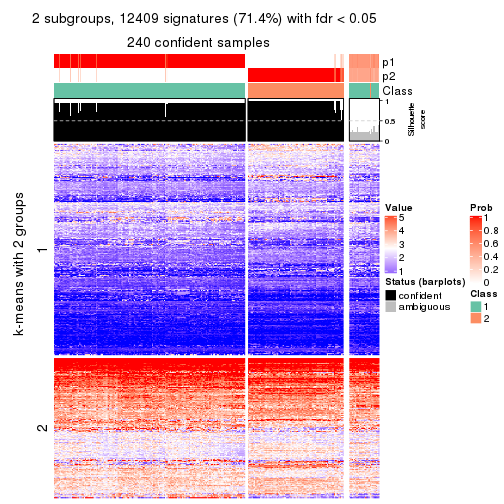 2 subgroups, 12409 signatures (71.4%) with fdr < 0.05
240 confident samples
p1
p2
Class
1
0.5
0
Silhouette
score
k-means with 2 groups
1
2
Value
5
4
3
2
1
Status (barplots)
confident
ambiguous
Prob
1
0.8
0.6
0.4
0.2
0
Class
1
2